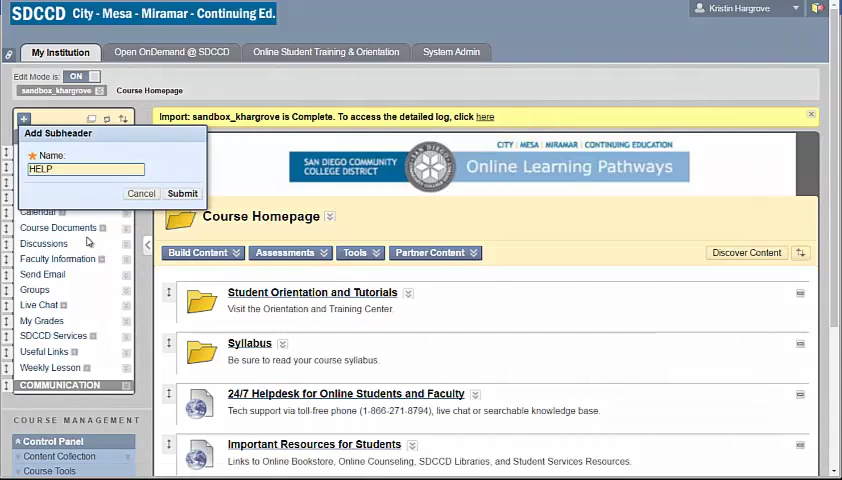 SDCCD City - Mesa - Miramar - Continuing Ed.
Kristin Hargrove
My Institution
Open OnDemand @ SDCCD
Online Student Training & Orientation
System Admin
Edit Mode is: ON
sandbox_khargrove
Course Homepage
Import: sandbox_khargrove is Complete. To access the detailed log, click here
Add Subheader
Name:
HELP
Cancel
Submit
Calendar
Course Documents
Discussions
Faculty Information
Send Email
Groups
Live Chat
My Grades
SDCCD Services
Useful Links
Weekly Lesson
COMMUNICATION
COURSE MANAGEMENT
Control Panel
Content Collection
Course Tools
CITY | MESA | MIRAMAR | CONTINUING EDUCATION
SAN DIEGO COMMUNITY
COLLEGE DISTRICT
Online Learning Pathways
Course Homepage
Build Content
Assessments
Tools
Partner Content
Discover Content
Student Orientation and Tutorials
Visit the Orientation and Training Center.
Syllabus
Be sure to read your course syllabus.
24/7 Helpdesk for Online Students and Faculty
Tech support via toll-free phone (1-866-271-8794), live chat or searchable knowledge base.
Important Resources for Students
Links to Online Bookstore, Online Counseling, SDCCD Libraries, and Student Services Resources.